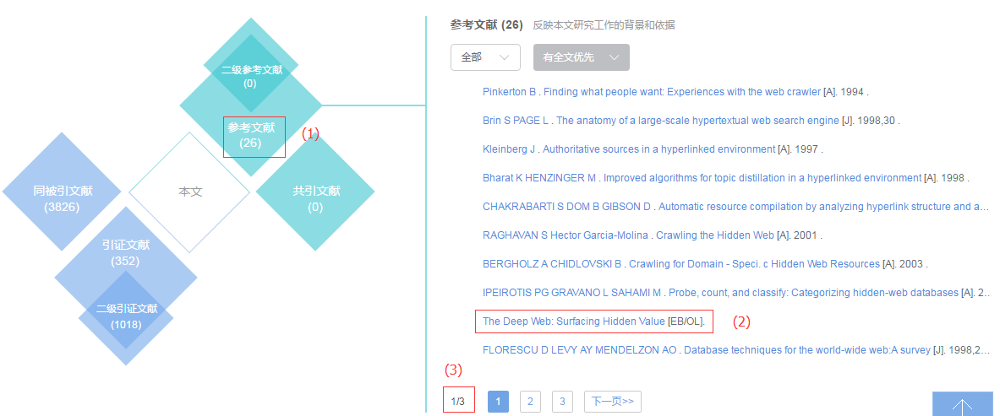 二级参考文献
(0)
参考文献
(26)
(1)
同被引文献
(3826)
本文
共引文献
(0)
引证文献
(352)
二级引证文献
(1018)
参考文献 (26) 反映本文研究工作的背景和依据
全部 有全文优先
Pinkerton B . Finding what people want: Experiences with the web crawler [A]. 1994 .
Brin S PAGE L . The anatomy of a large-scale hypertextual web search engine [J]. 1998,30 .
Kleinberg J . Authoritative sources in a hyperlinked environment [A]. 1997 .
Bharat K HENZINGER M . Improved algorithms for topic distillation in a hyperlinked environment [A]. 1998 .
CHAKRABARTI S DOM B GIBSON D . Automatic resource compilation by analyzing hyperlink structure and a...
RAGHAVAN S Hector Garcia-Molina . Crawling the Hidden Web [A]. 2001 .
BERGHOLZ A CHIDLOVSKI B . Crawling for Domain - Speci. c Hidden Web Resources [A]. 2003 .
IPEIROTIS PG GRAVANO L SAHAMI M . Probe, count, and classify: Categorizing hidden-web databases [A]. 2...
The Deep Web: Surfacing Hidden Value [EB/OL]. (2)
FLORESCU D LEVY AY MENDELZON AO . Database techniques for the world-wide web:A survey [J]. 1998,2...
(3)
1/3 1 2 3 下一页>>